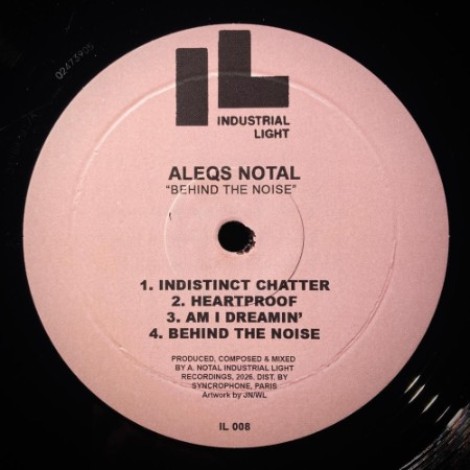 IL
INDUSTRIAL
LIGHT
ALEQS NOTAL
"BEHIND THE NOISE"
1. INDISTINCT CHATTER
2. HEARTPROOF
3. AM I DREAMIN'
4. BEHIND THE NOISE
PRODUCED, COMPOSED & MIXED
BY A. NOTAL INDUSTRIAL LIGHT
RECORDINGS, 2026. DIST. BY
SYNCROPHONE, PARIS
Artwork by JN/WL
IL 008